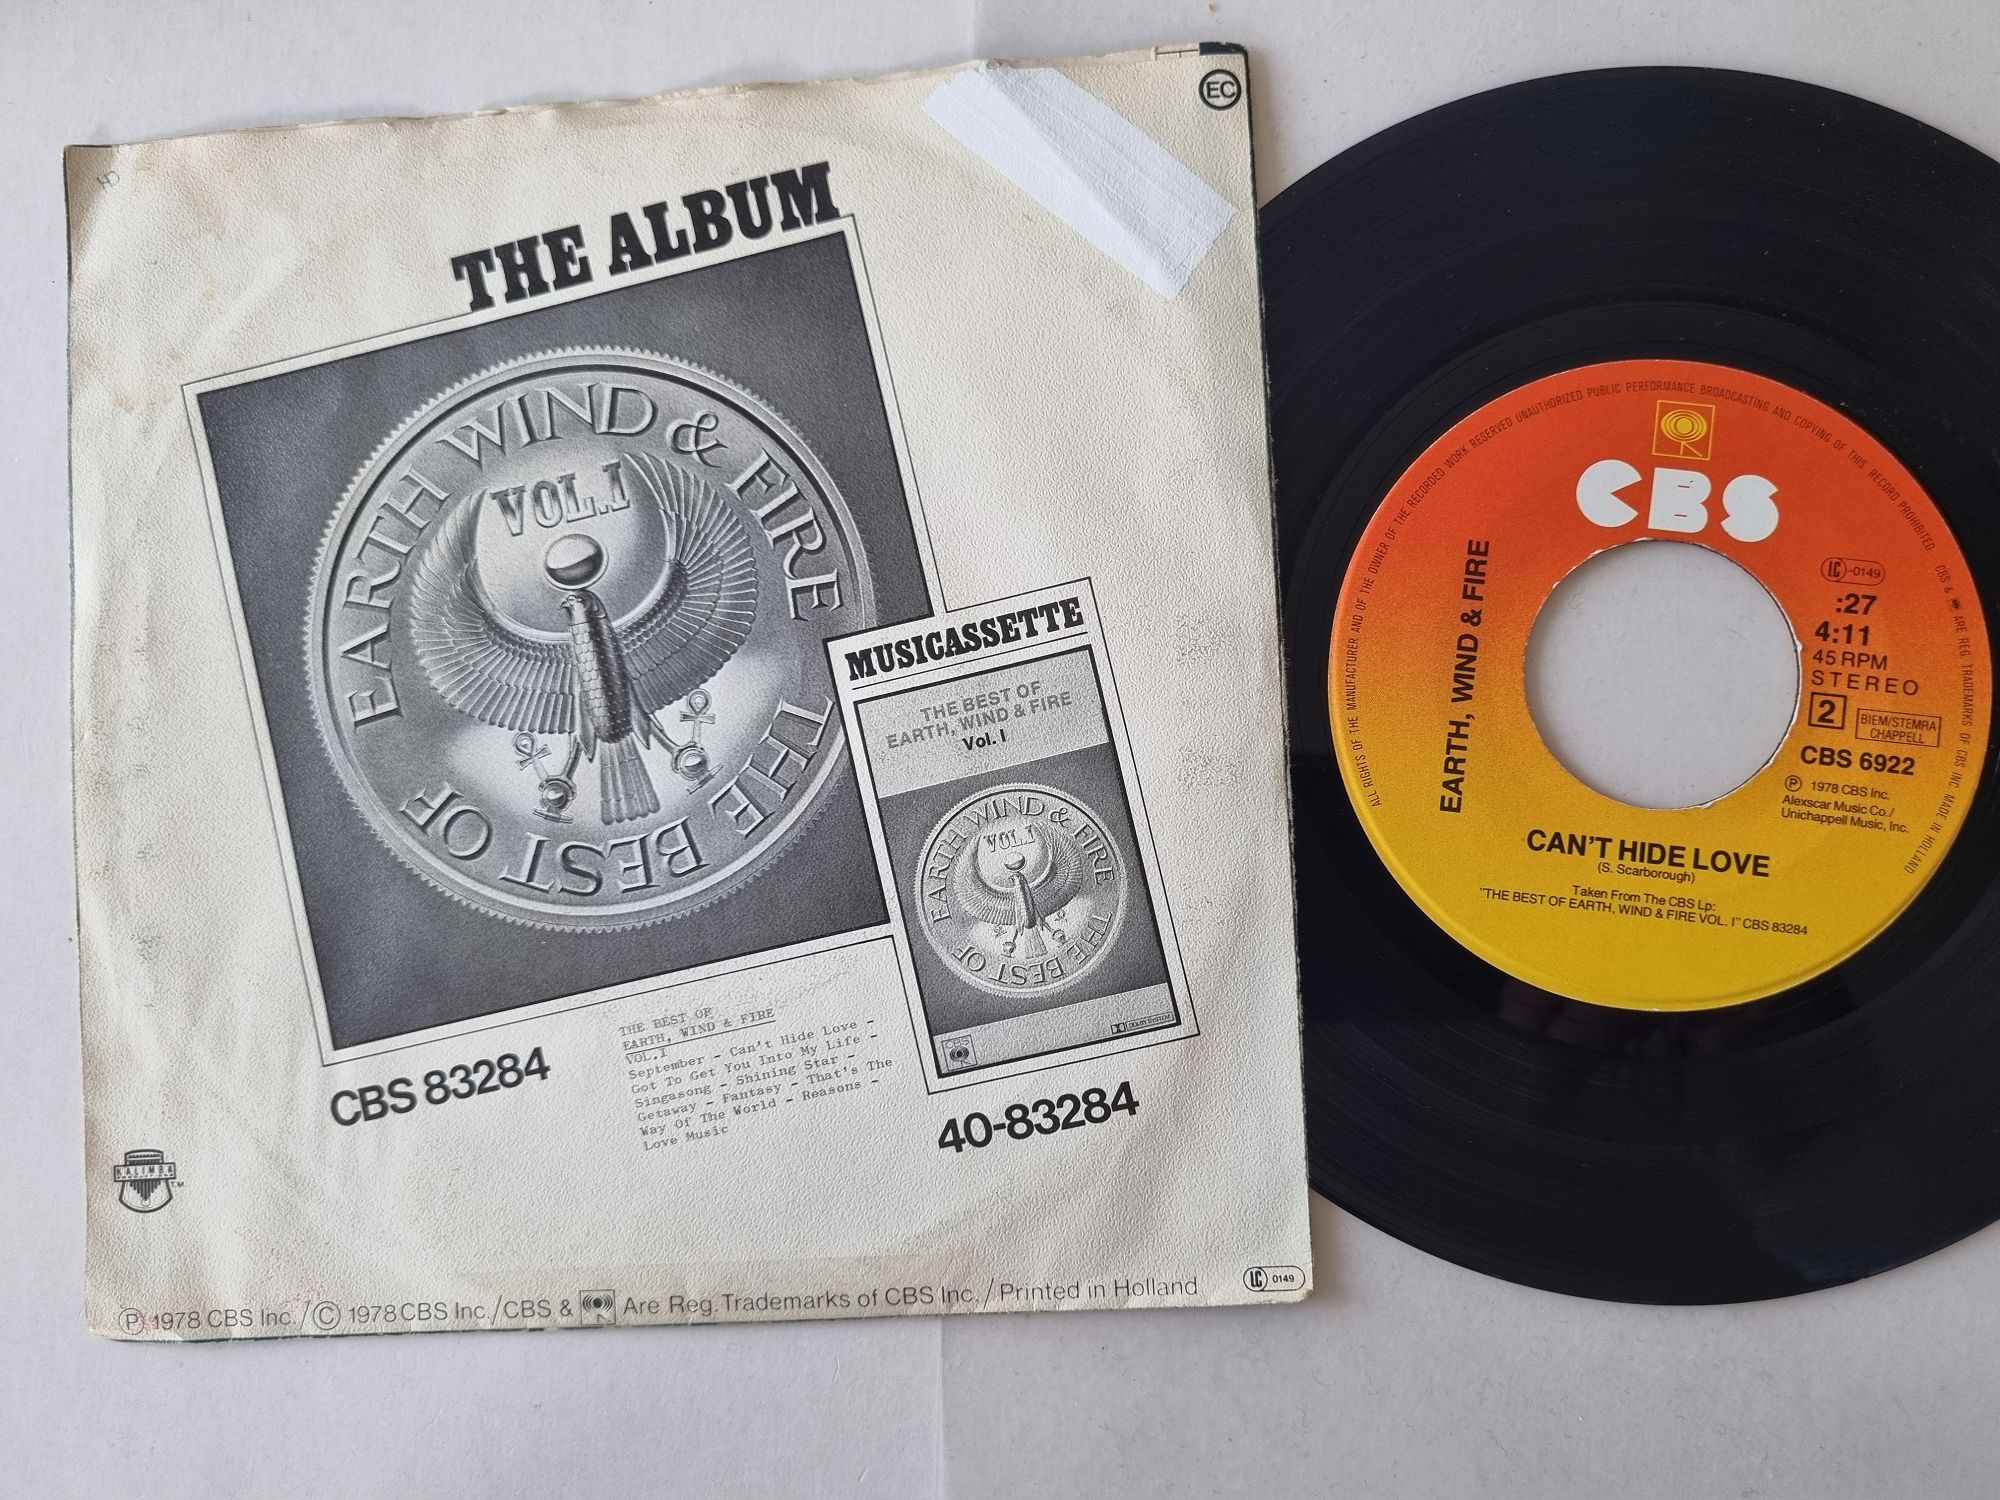 EC
HD
THE ALBUM
EARTH WIND & FIRE
VOL.I
THE BEST OF
MUSICASSETTE
THE BEST OF
EARTH, WIND & FIRE
Vol. I
EARTH WIND & FIRE
VOL.I
THE BEST OF
CBS
DOLBY SYSTEM
CBS 83284
40-83284
THE BEST OF
EARTH, WIND & FIRE
VOL.I
September - Can't Hide Love -
Got To Get You Into My Life -
Singasong - Shining Star -
Getaway - Fantasy - That's The
Way Of The World - Reasons -
Love Music
KALIMBA
PRODUCTIONS
T.M.
LC 0149
Ⓟ 1978 CBS Inc./© 1978 CBS Inc./CBS & Are Reg. Trademarks of CBS Inc./Printed in Holland
ALL RIGHTS OF THE MANUFACTURER AND OF THE OWNER OF THE RECORDED WORK RESERVED UNAUTHORIZED PUBLIC PERFORMANCE BROADCASTING AND COPYING OF THIS RECORD PROHIBITED CBS & ARE REG TRADEMARKS OF CBS INC MADE IN HOLLAND
CBS
EARTH, WIND & FIRE
LC-0149
:27
4:11
45 RPM
STEREO
2
BIEM/STEMRA
CHAPPELL
CBS 6922
Ⓟ 1978 CBS Inc.
Alexscar Music Co./
Unichappell Music, Inc.
CAN'T HIDE LOVE
(S. Scarborough)
Taken From The CBS Lp:
"THE BEST OF EARTH, WIND & FIRE VOL. I" CBS 83284